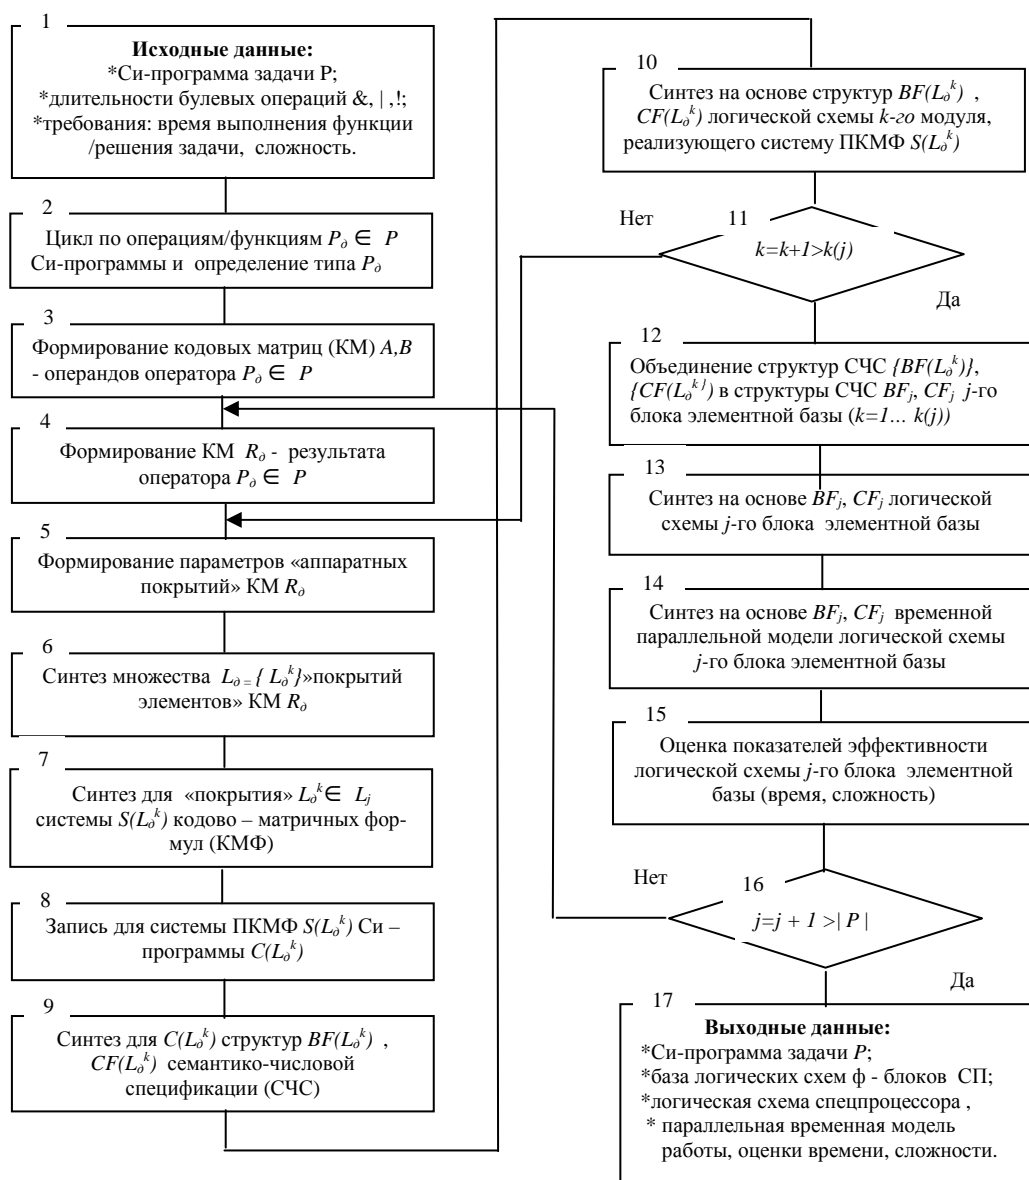 1
Исходные данные:
*Си-программа задачи P;
*длительности булевых операций &, | ,!;
*требования: время выполнения функции
/решения задачи, сложность.
2
Цикл по операциям/функциям P∂ ∈ P
Си-программы и определение типа P∂
3
Формирование кодовых матриц (КМ) A,B
- операндов оператора P∂ ∈ P
4
Формирование КМ R∂ - результата
оператора P∂ ∈ P
5
Формирование параметров «аппаратных
покрытий» КМ R∂
6
Синтез множества L∂ = { L∂^k}»покрытий
элементов» КМ R∂
7
Синтез для «покрытия» L∂^k ∈ Lj
системы S(L∂^k) кодово – матричных фор-
мул (КМФ)
8
Запись для системы ПКМФ S(L∂^k) Си –
программы C(L∂^k)
9
Синтез для C(L∂^k) структур BF(L∂^k) ,
CF(L∂^k) семантико-числовой
спецификации (СЧС)
10
Синтез на основе структур BF(L∂^k) ,
CF(L∂^k) логической схемы k-го модуля,
реализующего систему ПКМФ S(L∂^k)
Нет
11
k=k+1>k(j)
Да
12
Объединение структур СЧС {BF(L∂^k)},
{CF(L∂^k}) в структуры СЧС BFj, CFj j-го
блока элементной базы (k=1… k(j))
13
Синтез на основе BFj, CFj логической
схемы j-го блока элементной базы
14
Синтез на основе BFj, CFj временной
параллельной модели логической схемы
j-го блока элементной базы
15
Оценка показателей эффективности
логической схемы j-го блока элементной
базы (время, сложность)
Нет
16
j=j + 1 >| P |
Да
17
Выходные данные:
*Си-программа задачи P;
*база логических схем ф - блоков СП;
*логическая схема спецпроцессора ,
* параллельная временная модель
работы, оценки времени, сложности.